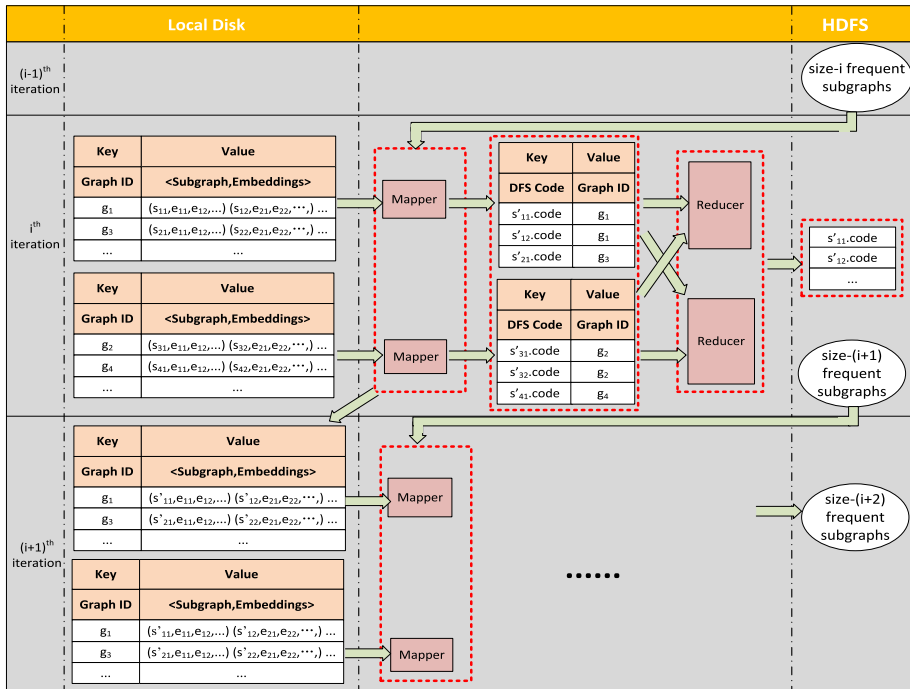 Local Disk
HDFS
(i-1)th
iteration
size-i frequent
subgraphs
ith
iteration
Key Value
Graph ID <Subgraph,Embeddings>
g1 (s11,e11,e12,...) (s12,e21,e22,⋯,) ...
g3 (s21,e11,e12,...) (s22,e21,e22,⋯,) ...
... ...
Key Value
Graph ID <Subgraph,Embeddings>
g2 (s31,e11,e12,...) (s32,e21,e22,⋯,) ...
g4 (s41,e11,e12,...) (s42,e21,e22,⋯,) ...
... ...
Mapper
Mapper
Key Value
DFS Code Graph ID
s'11.code g1
s'12.code g1
s'21.code g3
Key Value
DFS Code Graph ID
s'31.code g2
s'32.code g2
s'41.code g4
Reducer
Reducer
s'11.code
s'12.code
...
size-(i+1)
frequent
subgraphs
(i+1)th
iteration
Key Value
Graph ID <Subgraph,Embeddings>
g1 (s'11,e11,e12,...) (s'12,e21,e22,⋯,) ...
g3 (s'21,e11,e12,...) (s'22,e21,e22,⋯,) ...
... ...
Key Value
Graph ID <Subgraph,Embeddings>
g1 (s'11,e11,e12,...) (s'12,e21,e22,⋯,) ...
g3 (s'21,e11,e12,...) (s'22,e21,e22,⋯,) ...
... ...
Mapper
Mapper
......
size-(i+2)
frequent
subgraphs